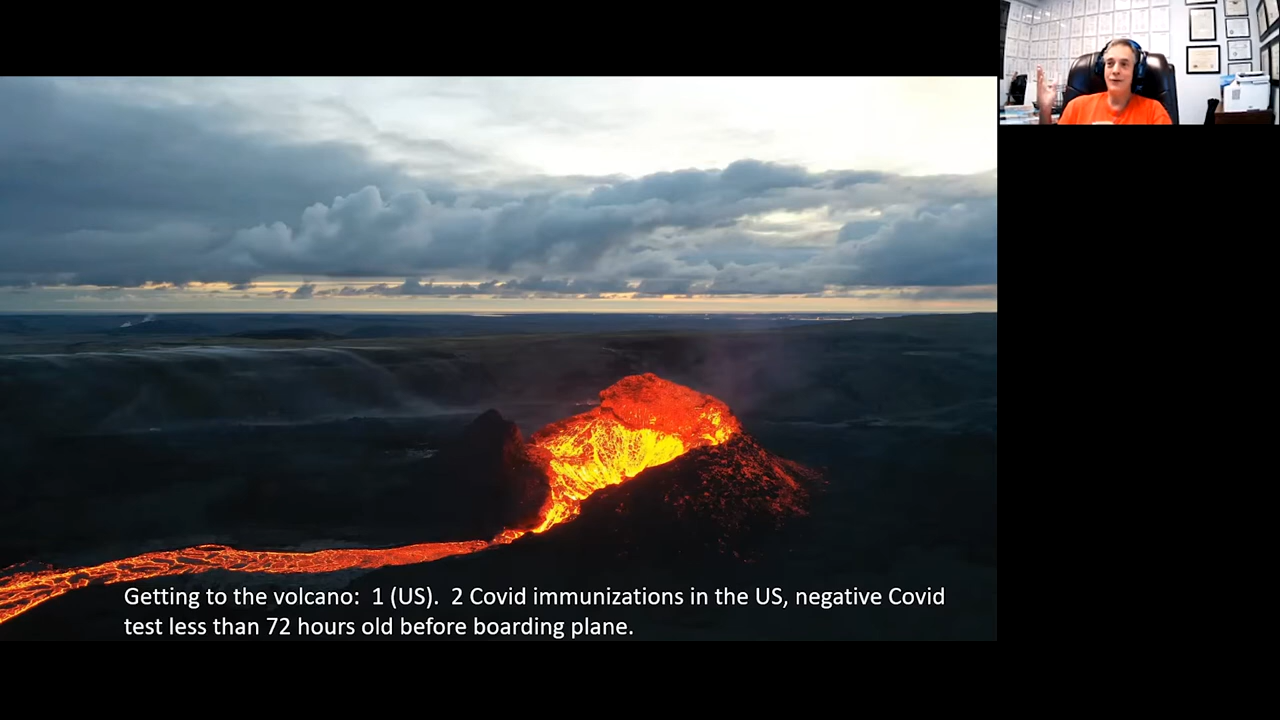 Getting to the volcano:  1 (US).  2 Covid immunizations in the US, negative Covid
test less than 72 hours old before boarding plane.